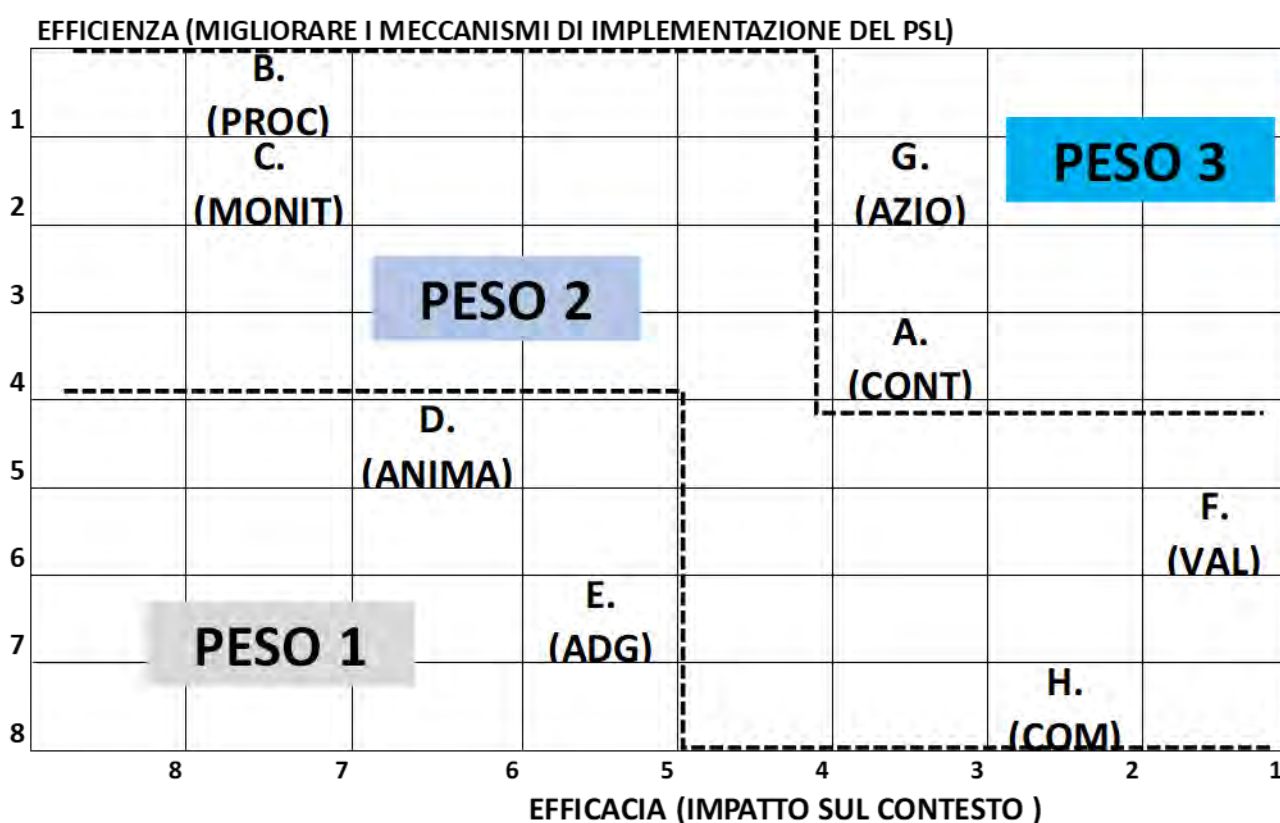 EFFICIENZA (MIGLIORARE I MECCANISMI DI IMPLEMENTAZIONE DEL PSL)
B.
(PROC)
1
C.
(MONIT)
G.
(AZIO)
PESO 3
2
PESO 2
3
A.
(CONT)
4
D.
(ANIMA)
5
F.
(VAL)
6
E.
(ADG)
PESO 1
7
H.
(COM)
8
8 7 6 5 4 3 2 1
EFFICACIA (IMPATTO SUL CONTESTO )